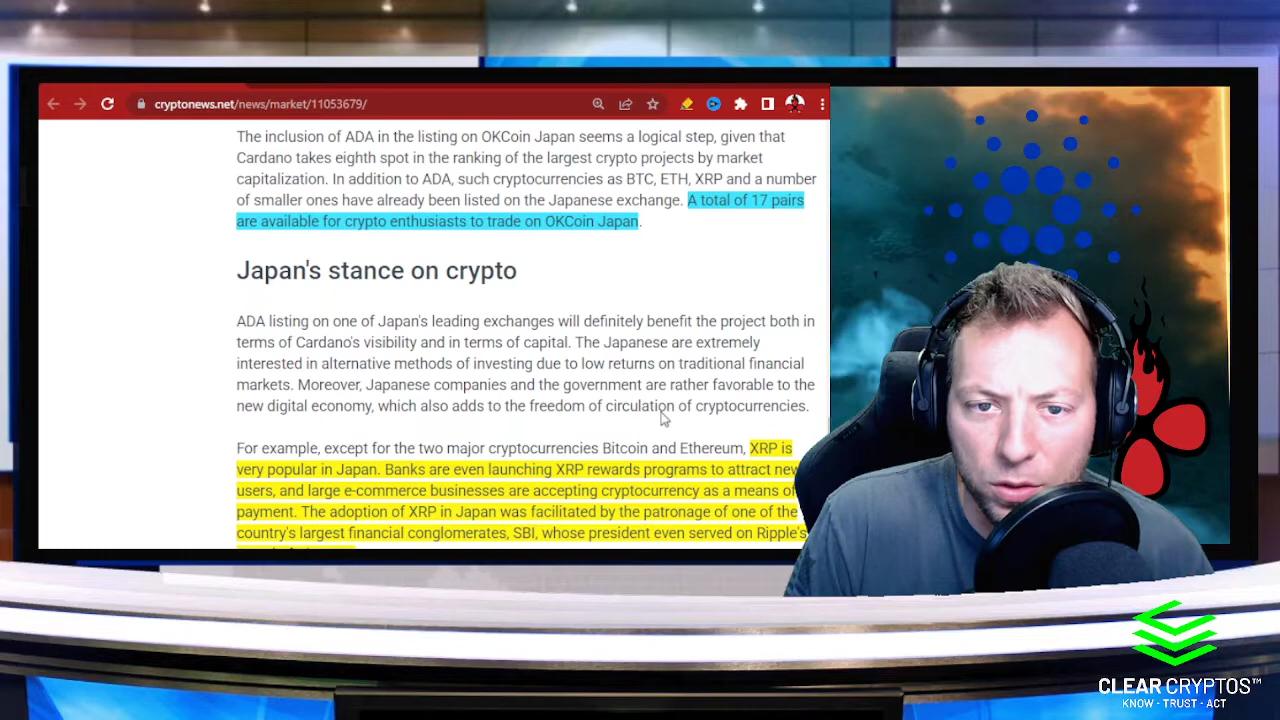 cryptonews.net/news/market/11053679/
The inclusion of ADA in the listing on OKCoin Japan seems a logical step, given that
Cardano takes eighth spot in the ranking of the largest crypto projects by market
capitalization. In addition to ADA, such cryptocurrencies as BTC, ETH, XRP and a number
of smaller ones have already been listed on the Japanese exchange. A total of 17 pairs
are available for crypto enthusiasts to trade on OKCoin Japan.
Japan's stance on crypto
ADA listing on one of Japan's leading exchanges will definitely benefit the project both in
terms of Cardano's visibility and in terms of capital. The Japanese are extremely
interested in alternative methods of investing due to low returns on traditional financial
markets. Moreover, Japanese companies and the government are rather favorable to the
new digital economy, which also adds to the freedom of circulation of cryptocurrencies.
For example, except for the two major cryptocurrencies Bitcoin and Ethereum, XRP is
very popular in Japan. Banks are even launching XRP rewards programs to attract new
users, and large e-commerce businesses are accepting cryptocurrency as a means of
payment. The adoption of XRP in Japan was facilitated by the patronage of one of the
country's largest financial conglomerates, SBI, whose president even served on Ripple's
CLEAR CRYPTOS™
KNOW - TRUST - ACT